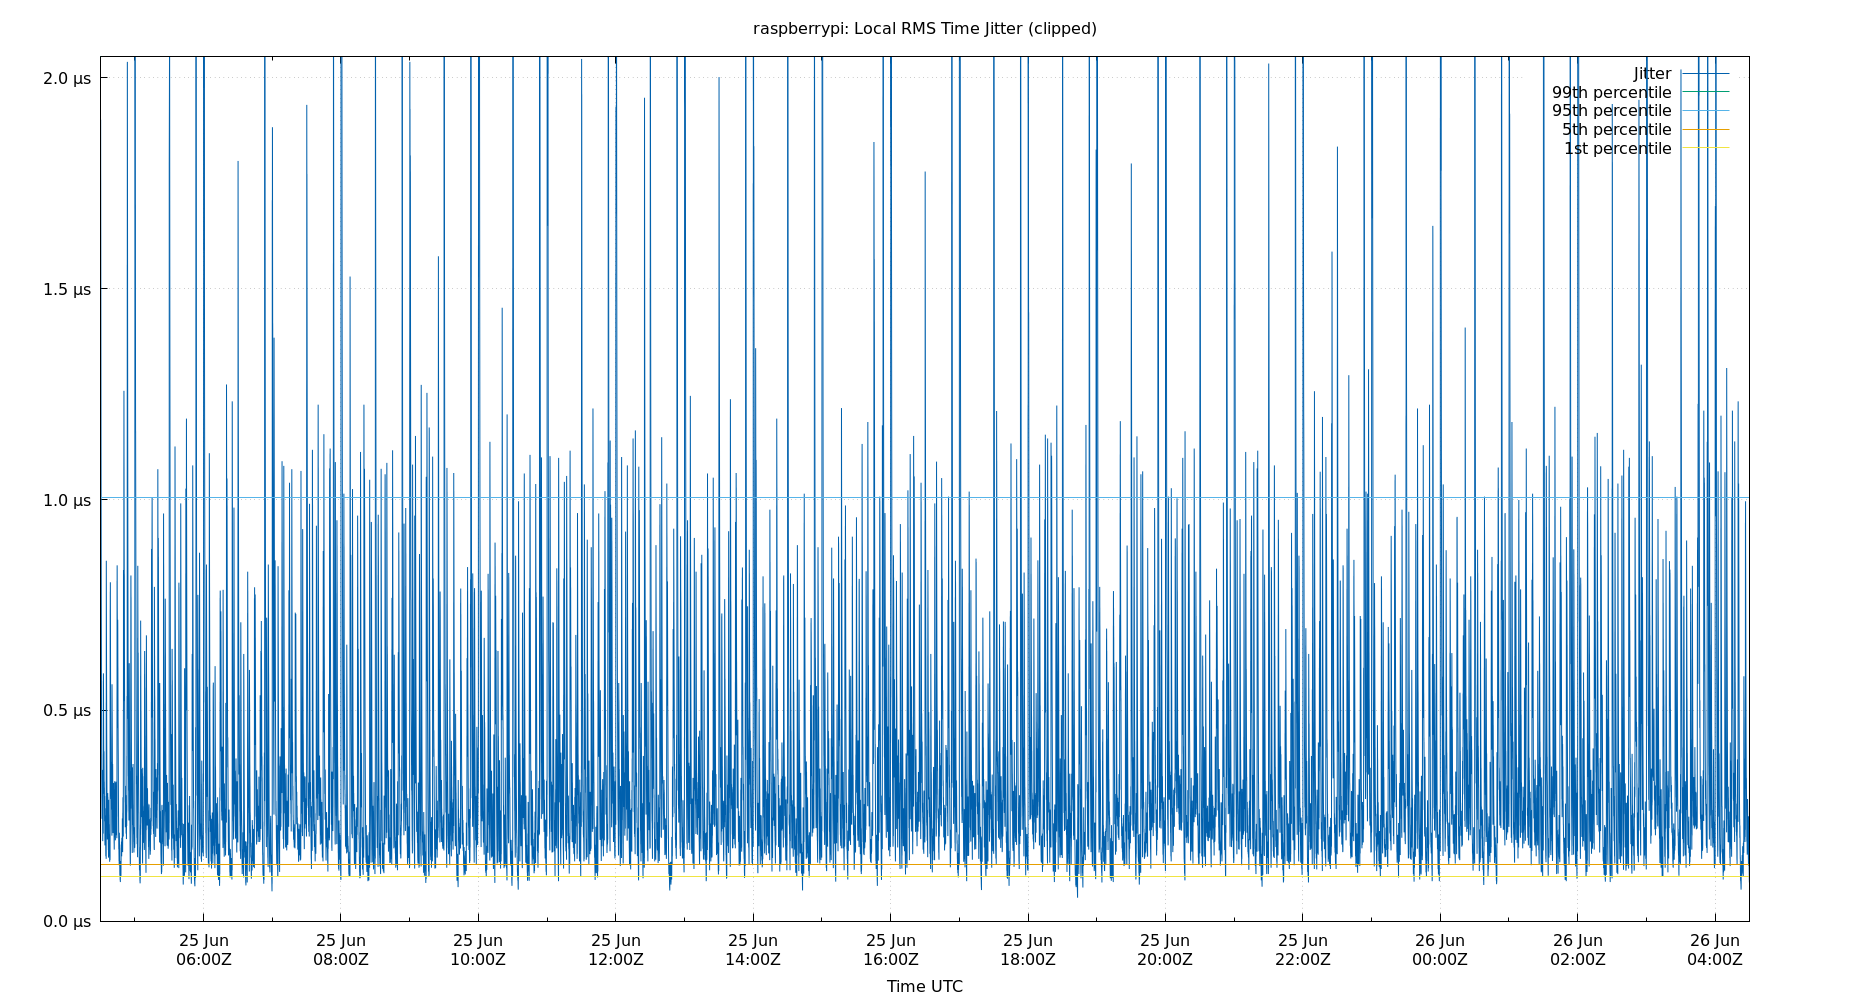 raspberrypi: Local RMS Time Jitter (clipped)
2.0 µs
1.5 µs
1.0 µs
0.5 µs
0.0 µs
Jitter
99th percentile
95th percentile
5th percentile
1st percentile
25 Jun 06:00Z
25 Jun 08:00Z
25 Jun 10:00Z
25 Jun 12:00Z
25 Jun 14:00Z
25 Jun 16:00Z
25 Jun 18:00Z
25 Jun 20:00Z
25 Jun 22:00Z
26 Jun 00:00Z
26 Jun 02:00Z
26 Jun 04:00Z
Time UTC